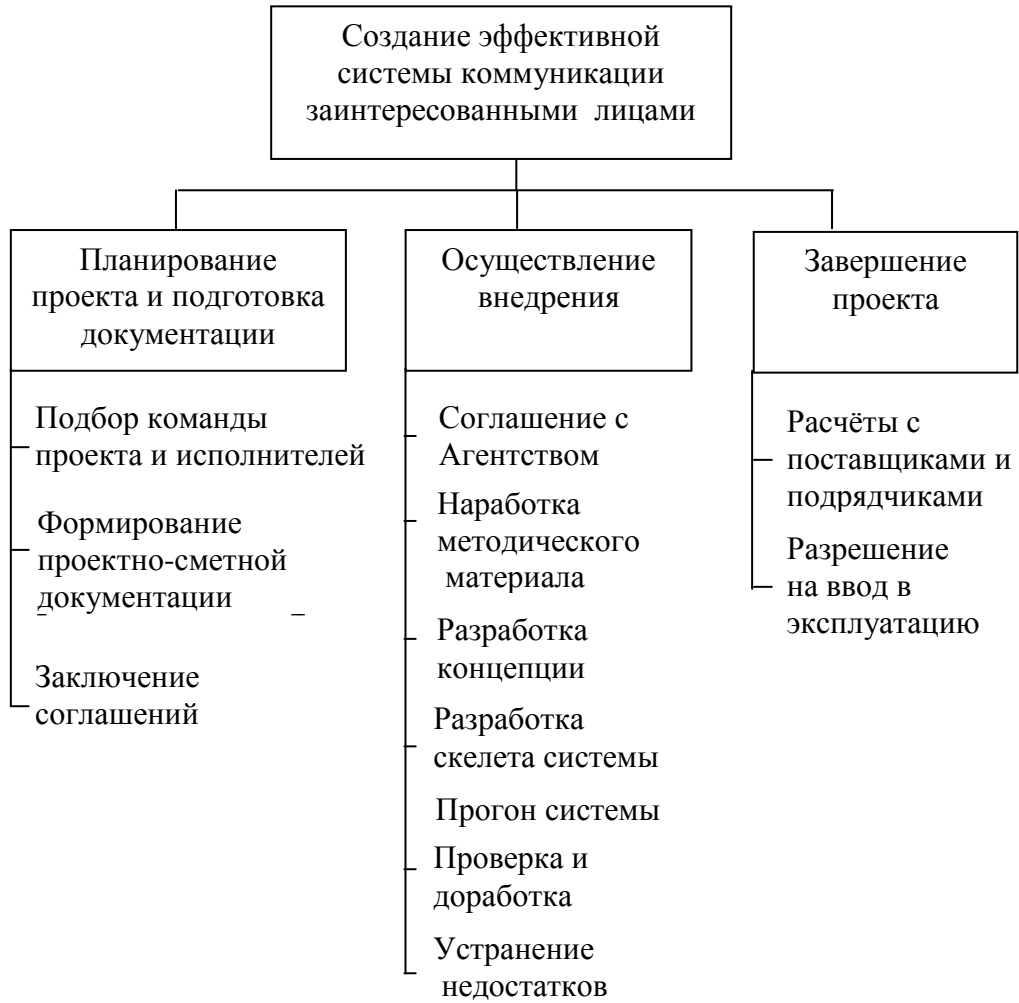 Создание эффективной
системы коммуникации
заинтересованными лицами
Планирование
проекта и подготовка
документации
Подбор команды
проекта и исполнителей
Формирование
проектно-сметной
документации
Заключение
соглашений
Осуществление
внедрения
Соглашение с
Агентством
Наработка
методического
материала
Разработка
концепции
Разработка
скелета системы
Прогон системы
Проверка и
доработка
Устранение
недостатков
Завершение
проекта
Расчёты с
поставщиками и
подрядчиками
Разрешение
на ввод в
эксплуатацию